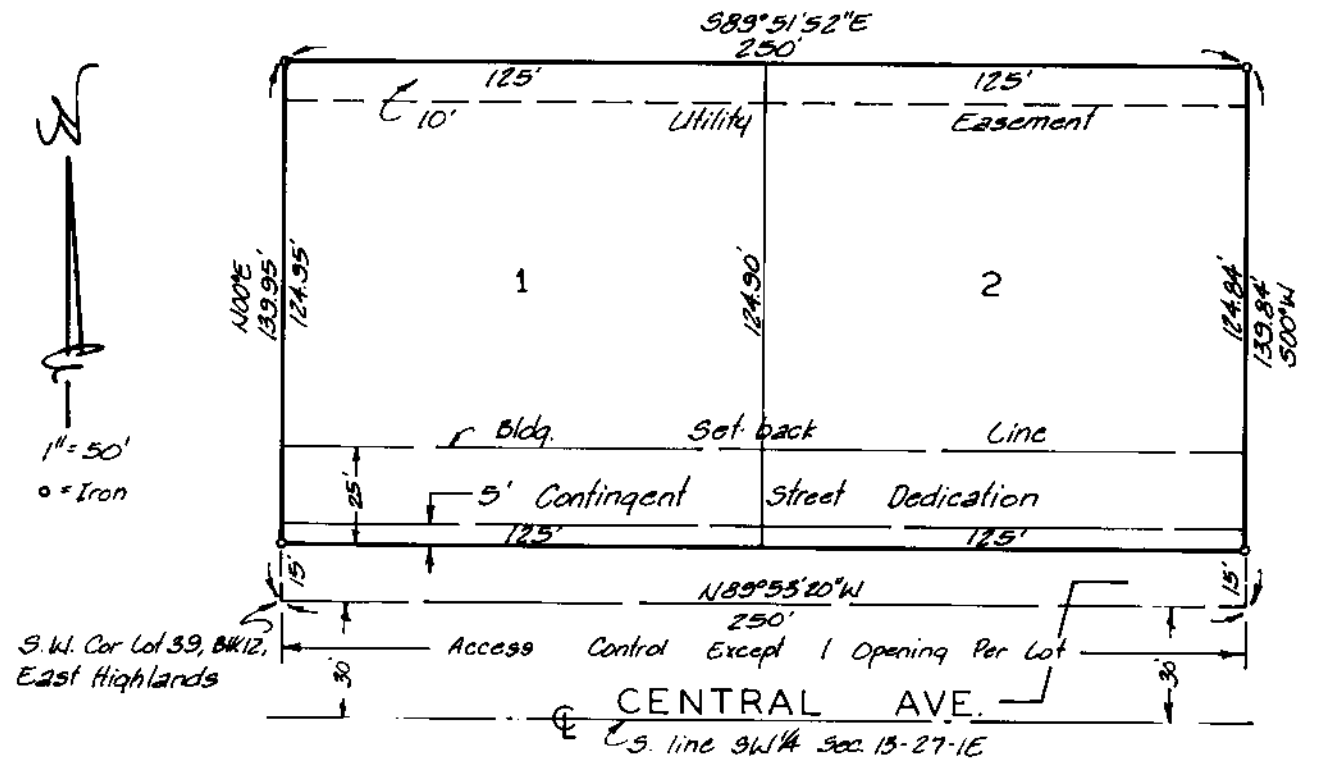 S89°51'52"E
250'
125' 125'
10' Utility Easement
N00°E
139.95'
124.95'
1
124.90'
2
124.84'
139.84'
S00°W
1" = 50'
o = Iron
Bldg. Set back Line
25'
5' Contingent Street Dedication
125' 125'
15' 15'
N89°53'20"W
250'
S.W. Cor Lot 39, Blk 12,
East Highlands
Access Control Except 1 Opening Per Lot
30' 30'
CENTRAL AVE.
S. line SW 1/4 Sec. 13-27-1E